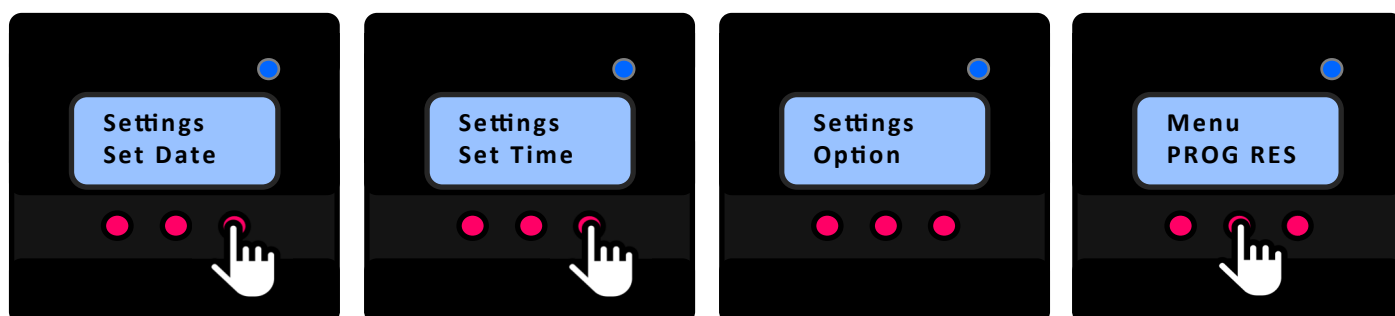 Settings
Set Date
Settings
Set Time
Settings
Option
Menu
PROG RES